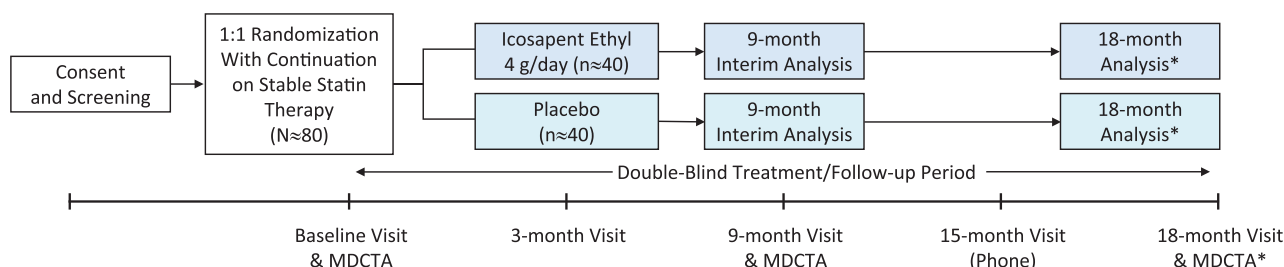 Consent
and Screening
1:1 Randomization
With Continuation
on Stable Statin
Therapy
(N≈80)
Icosapent Ethyl
4 g/day (n≈40)
9-month
Interim Analysis
18-month
Analysis*
Placebo
(n≈40)
9-month
Interim Analysis
18-month
Analysis*
Double-Blind Treatment/Follow-up Period
Baseline Visit
& MDCTA
3-month Visit
9-month Visit
& MDCTA
15-month Visit
(Phone)
18-month Visit
& MDCTA*